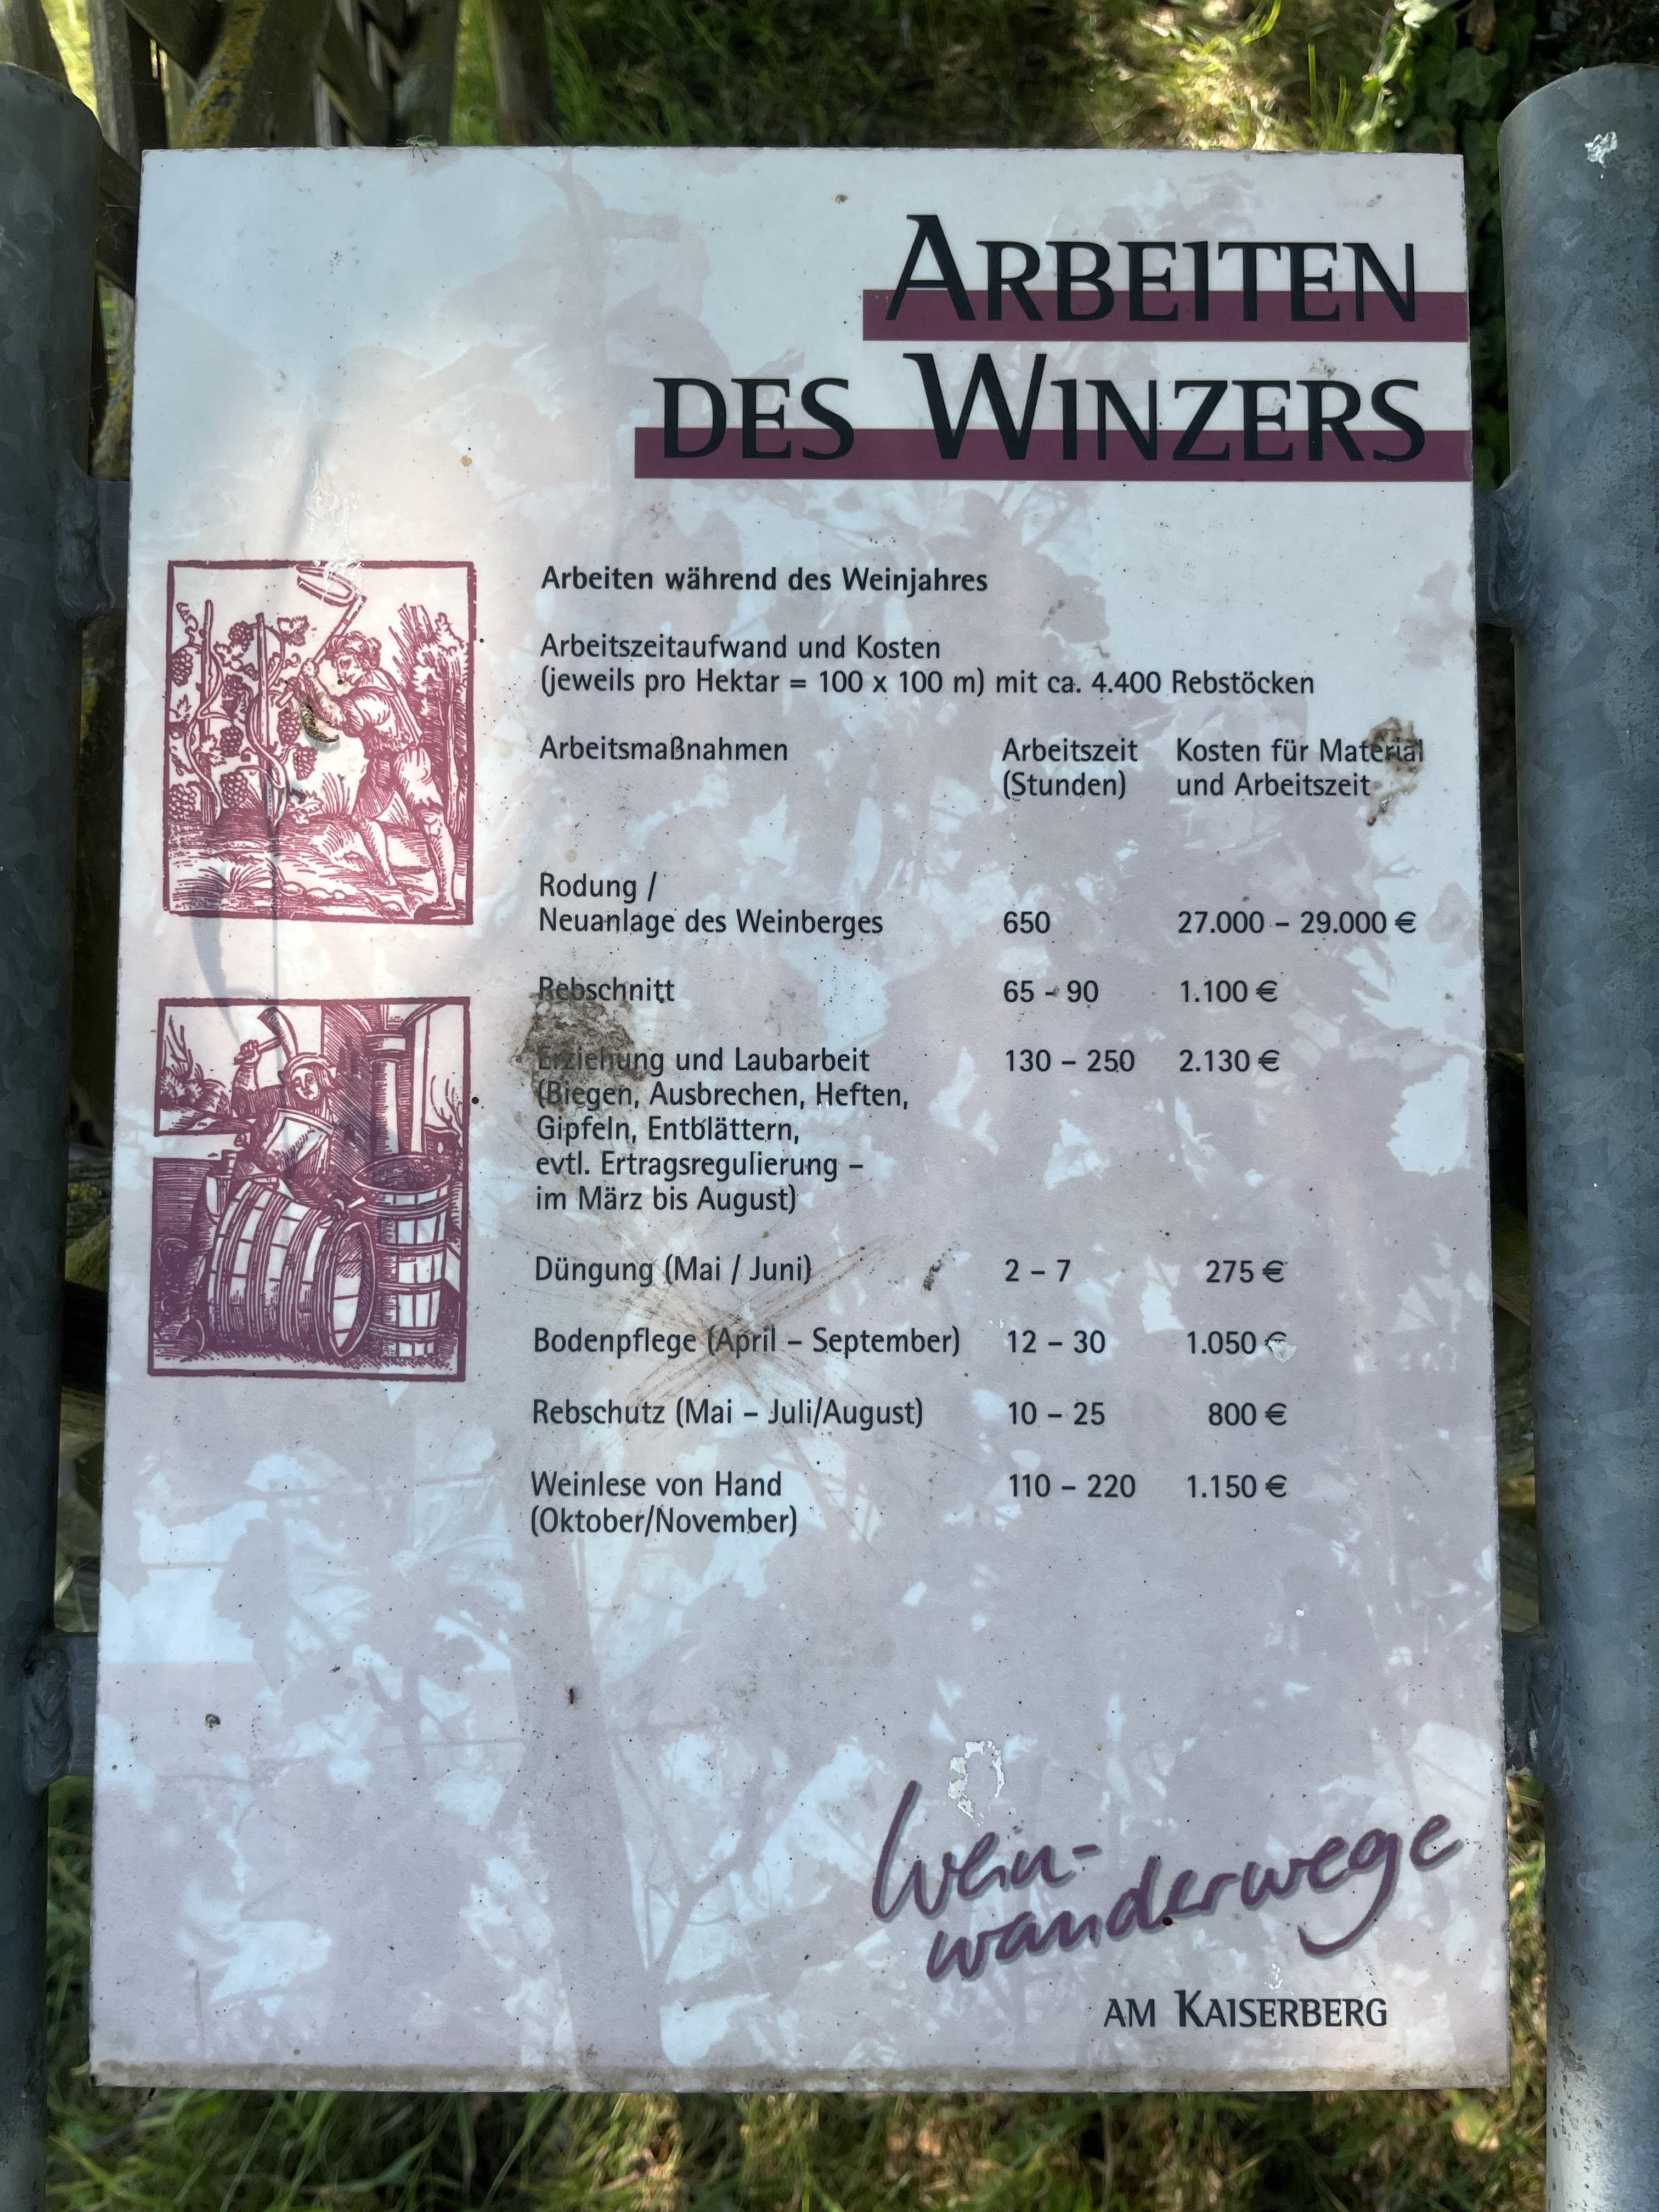 ARBEITEN
DES WINZERS
Arbeiten während des Weinjahres
Arbeitszeitaufwand und Kosten
(jeweils pro Hektar = 100 x 100 m) mit ca. 4.400 Rebstöcken
Arbeitsmaßnahmen Arbeitszeit Kosten für Material
(Stunden) und Arbeitszeit
Rodung /
Neuanlage des Weinberges 650 27.000 – 29.000 €
Rebschnitt 65 - 90 1.100 €
Erziehung und Laubarbeit 130 – 250 2.130 €
(Biegen, Ausbrechen, Heften,
Gipfeln, Entblättern,
evtl. Ertragsregulierung –
im März bis August)
Düngung (Mai / Juni) 2 – 7 275 €
Bodenpflege (April – September) 12 – 30 1.050 €
Rebschutz (Mai – Juli/August) 10 – 25 800 €
Weinlese von Hand 110 – 220 1.150 €
(Oktober/November)
Wein-
wanderwege
AM KAISERBERG